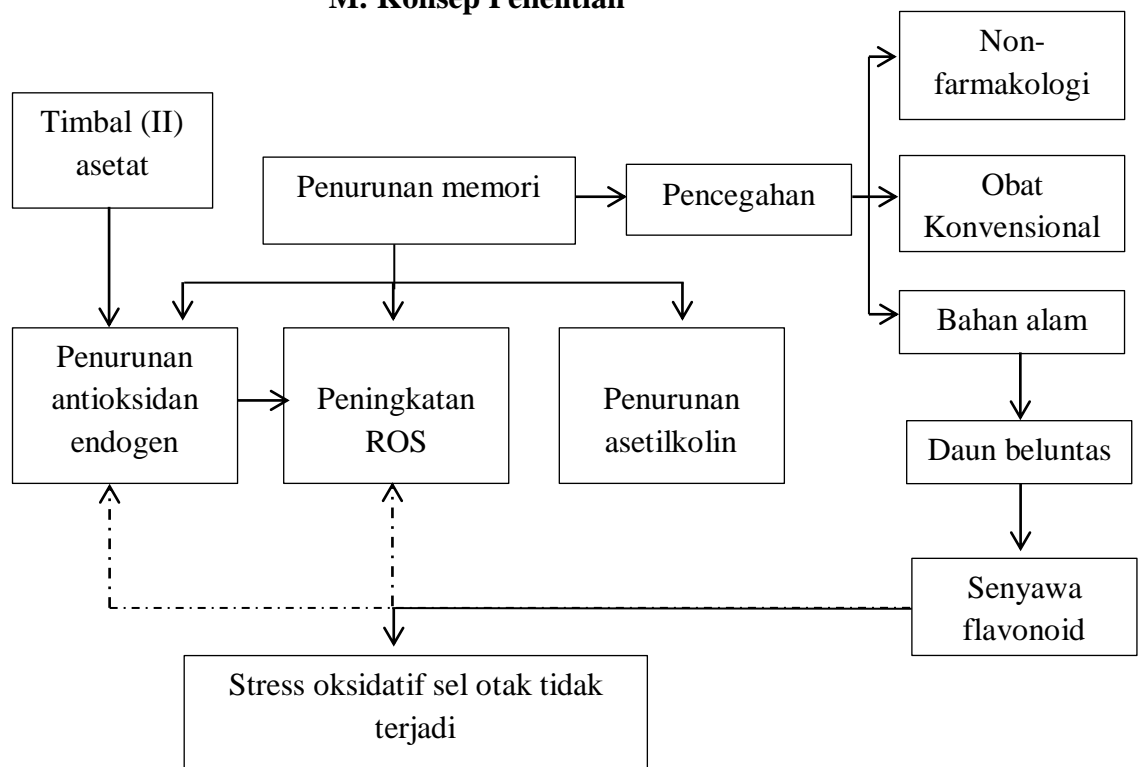 M. Konsep Penelitian
Non-
farmakologi
Timbal (II)
asetat
Penurunan memori
Pencegahan
Obat
Konvensional
Bahan alam
Penurunan
antioksidan
endogen
Peningkatan
ROS
Penurunan
asetilkolin
Daun beluntas
Senyawa
flavonoid
Stress oksidatif sel otak tidak
terjadi